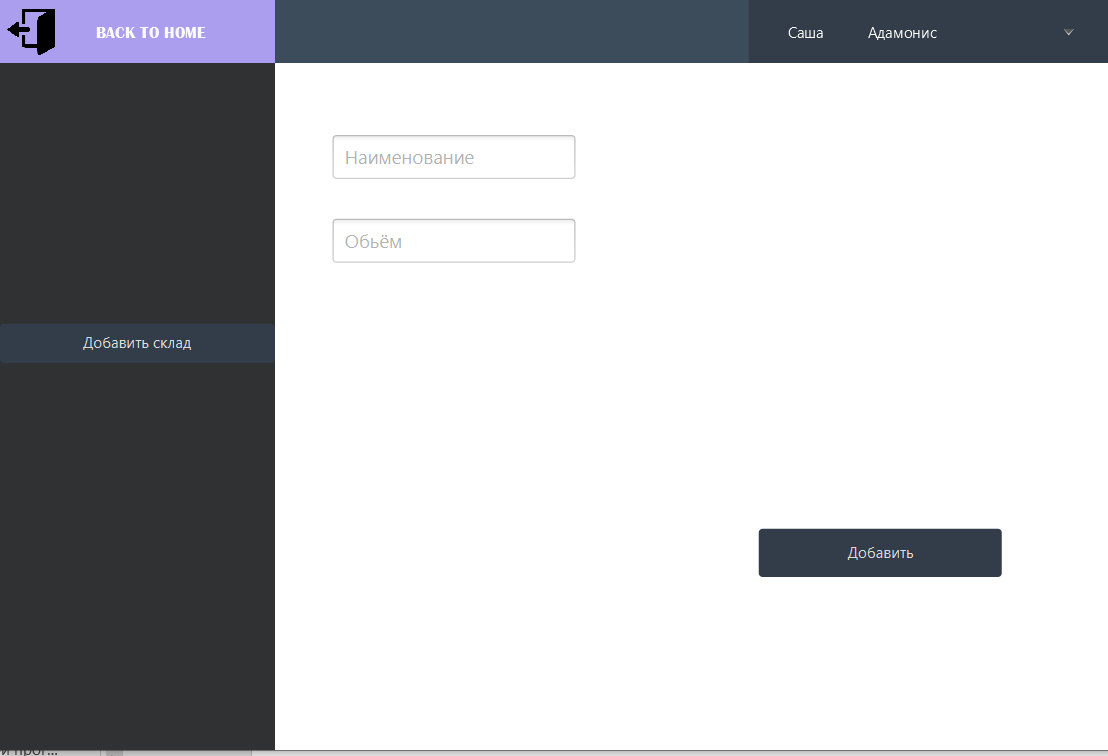 BACK TO HOME
Саша Адамонис
Наименование
Обьём
Добавить склад
Добавить